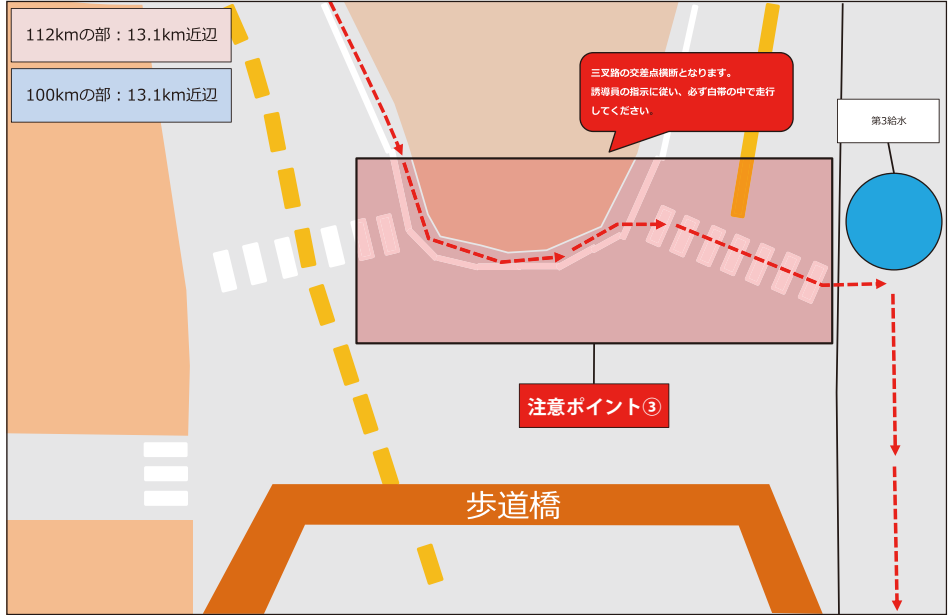 112kmの部：13.1km近辺
100kmの部：13.1km近辺
三叉路の交差点横断となります。
誘導員の指示に従い、必ず白帯の中で走行
してください。
第3給水
注意ポイント③
歩道橋